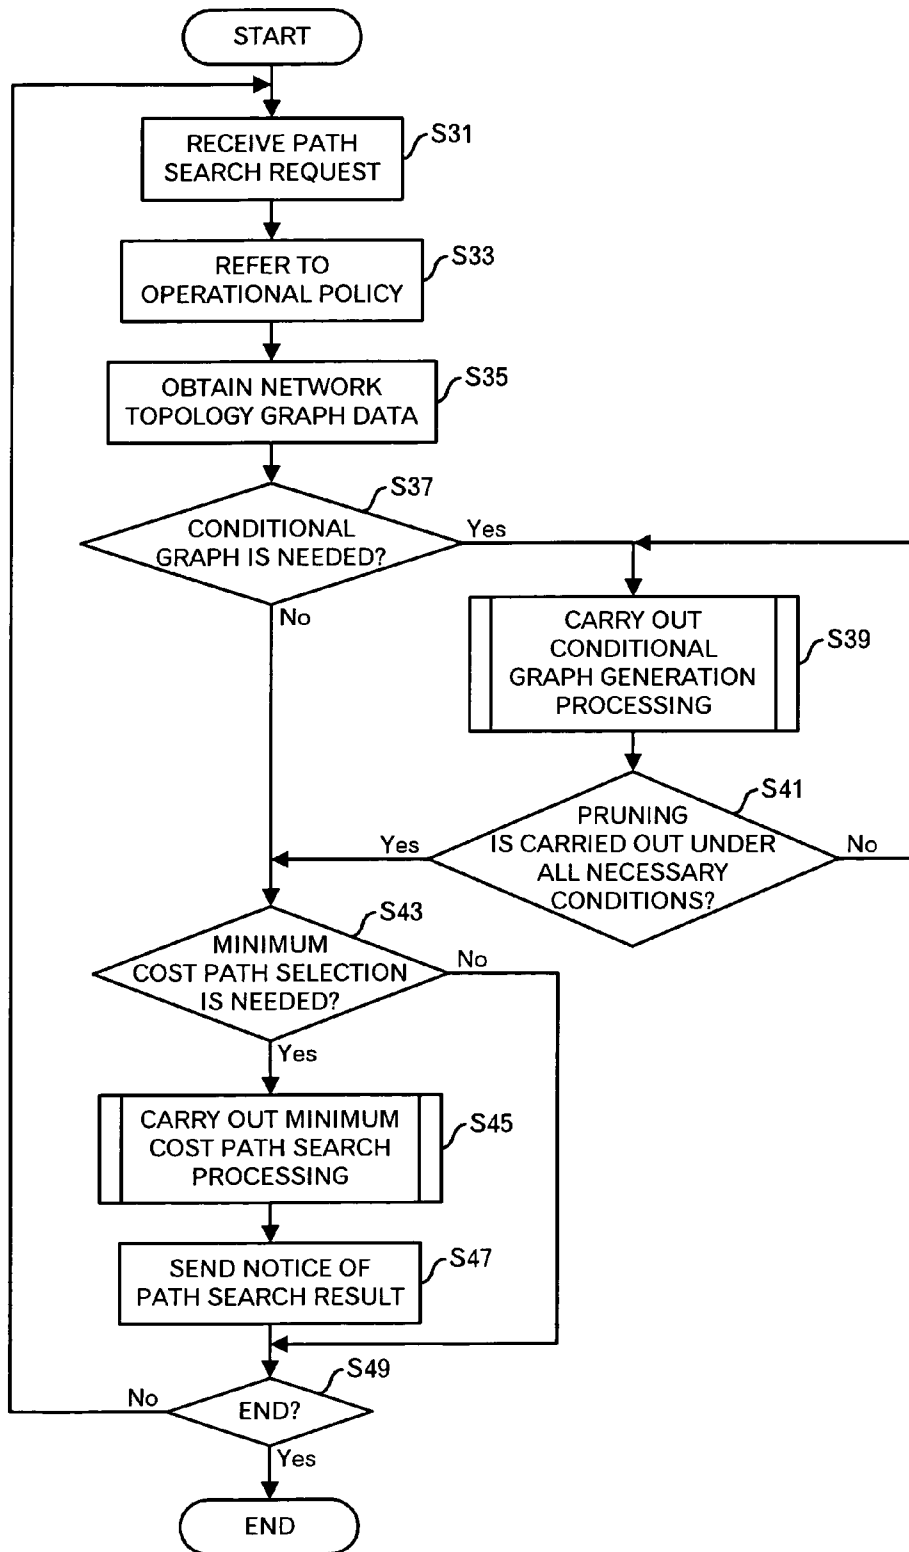 START
RECEIVE PATH
SEARCH REQUEST
S31
REFER TO
OPERATIONAL POLICY
S33
OBTAIN NETWORK
TOPOLOGY GRAPH DATA
S35
CONDITIONAL
GRAPH IS NEEDED?
S37
Yes
No
CARRY OUT
CONDITIONAL
GRAPH GENERATION
PROCESSING
S39
PRUNING
IS CARRIED OUT UNDER
ALL NECESSARY
CONDITIONS?
S41
Yes
No
MINIMUM
COST PATH SELECTION
IS NEEDED?
S43
No
Yes
CARRY OUT MINIMUM
COST PATH SEARCH
PROCESSING
S45
SEND NOTICE OF
PATH SEARCH RESULT
S47
END?
S49
No
Yes
END